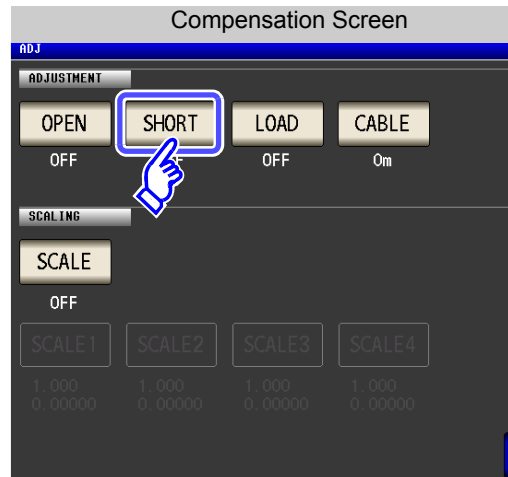 Compensation Screen
ADJ
ADJUSTMENT
OPEN SHORT LOAD CABLE
OFF OFF 0m
SCALING
SCALE
OFF
SCALE1 SCALE2 SCALE3 SCALE4
1.000 1.000 1.000 1.000
0.00000 0.00000 0.00000 0.00000